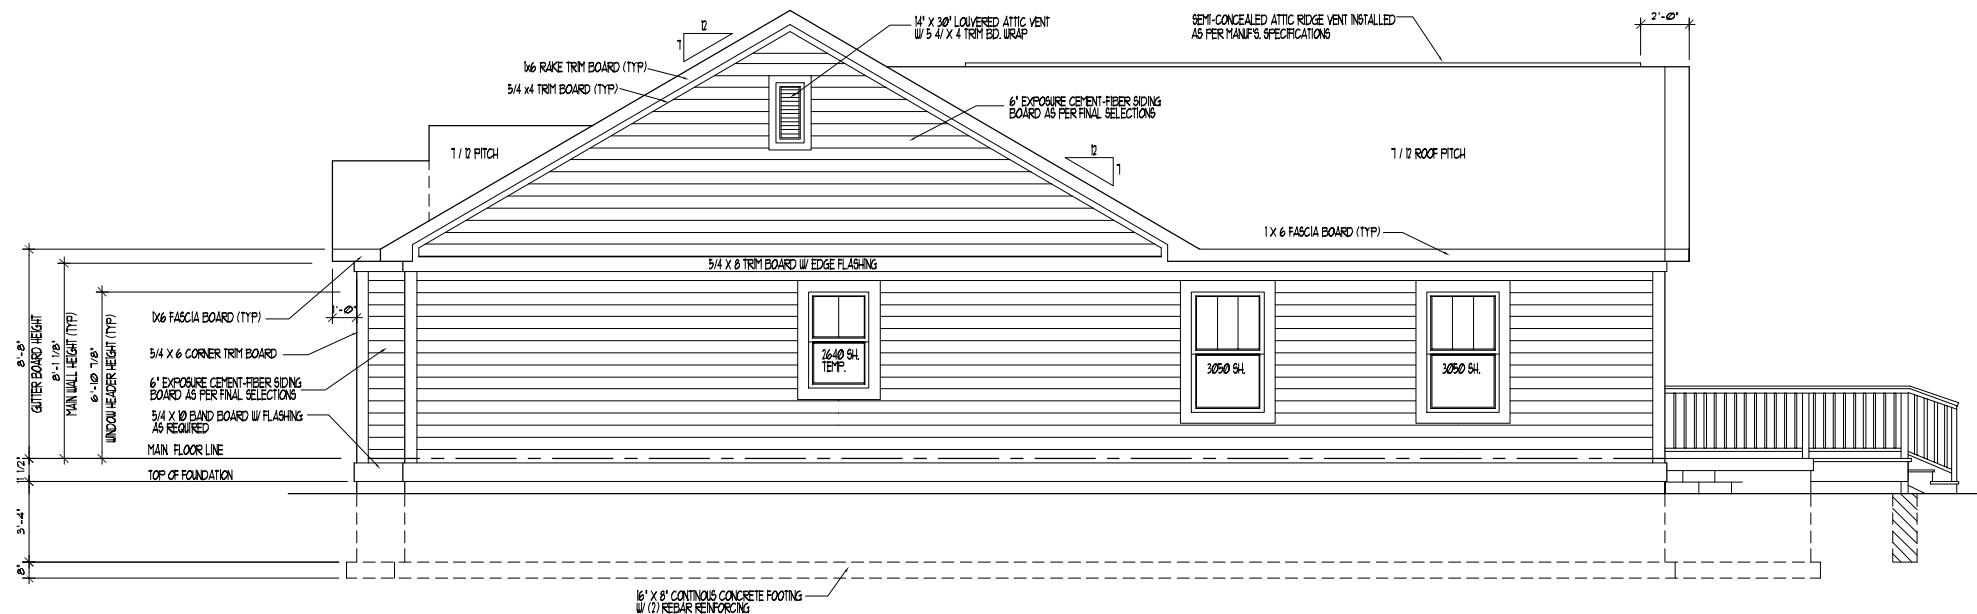 12
7
14" X 30" LOUVERED ATTIC VENT
W/ 5 4/ X 4 TRIM BD. WRAP
SEMI-CONCEALED ATTIC RIDGE VENT INSTALLED
AS PER MANUF'S. SPECIFICATIONS
2'-0"
1x6 RAKE TRIM BOARD (TYP)
5/4 x4 TRIM BOARD (TYP)
6" EXPOSURE CEMENT-FIBER SIDING
BOARD AS PER FINAL SELECTIONS
7 / 12 PITCH
12
7
7 / 12 ROOF PITCH
1 X 6 FASCIA BOARD (TYP)
5/4 X 8 TRIM BOARD W/ EDGE FLASHING
1'-0"
1x6 FASCIA BOARD (TYP)
5/4 X 6 CORNER TRIM BOARD
6" EXPOSURE CEMENT-FIBER SIDING
BOARD AS PER FINAL SELECTIONS
5/4 X 10 BAND BOARD W/ FLASHING
AS REQUIRED
MAIN FLOOR LINE
TOP OF FOUNDATION
8'-8"
GUTTER BOARD HEIGHT
8'-1 1/8"
MAIN WALL HEIGHT (TYP)
6'-10 7/8"
WINDOW HEADER HEIGHT (TYP)
1/2"
3'-4"
8"
2640 SH.
TEMP.
3050 SH.
3050 SH.
16" X 8" CONTINOUS CONCRETE FOOTING
W/ (2) REBAR REINFORCING